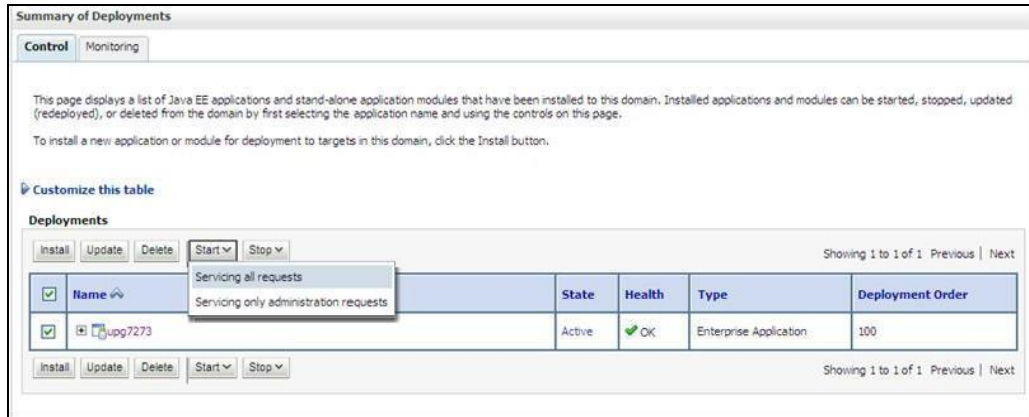 Summary of Deployments
Control Monitoring
This page displays a list of Java EE applications and stand-alone application modules that have been installed to this domain. Installed applications and modules can be started, stopped, updated
(redeployed), or deleted from the domain by first selecting the application name and using the controls on this page.
To install a new application or module for deployment to targets in this domain, click the Install button.
Customize this table
Deployments
Install Update Delete Start Stop Showing 1 to 1 of 1 Previous | Next
Servicing all requests
Servicing only administration requests
Name State Health Type Deployment Order
upg7273 Active OK Enterprise Application 100
Install Update Delete Start Stop Showing 1 to 1 of 1 Previous | Next